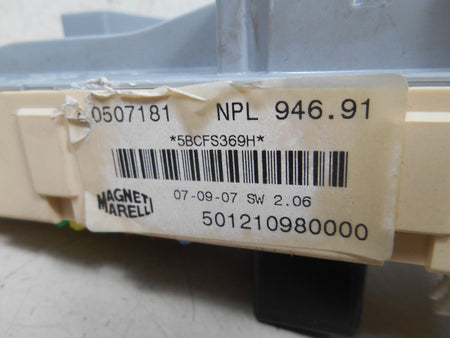 0507181 NPL 946.91
*5BCFS369H*
07-09-07 SW 2.06
MAGNETI
MARELLI
501210980000